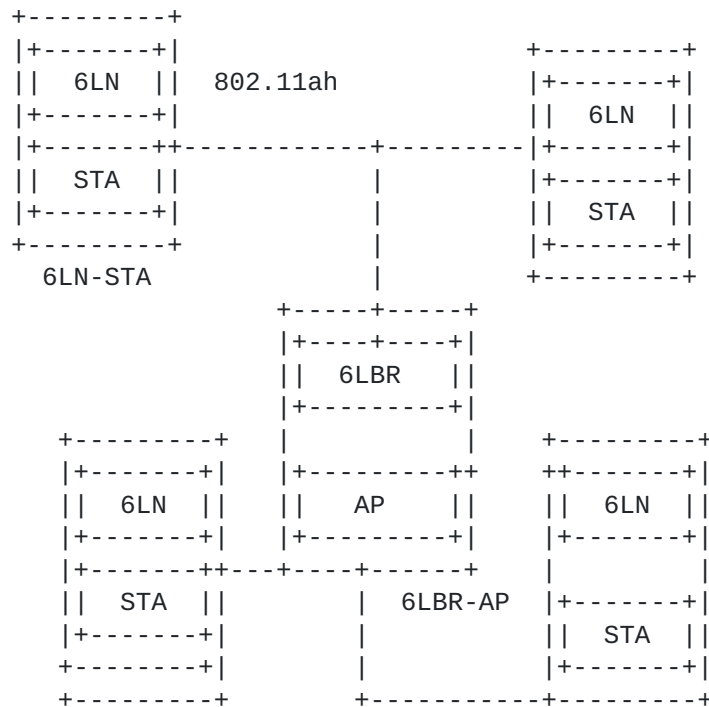 6LN 802.11ah
6LN
STA
STA
6LN-STA
6LBR
6LN AP 6LN
STA 6LBR-AP
STA